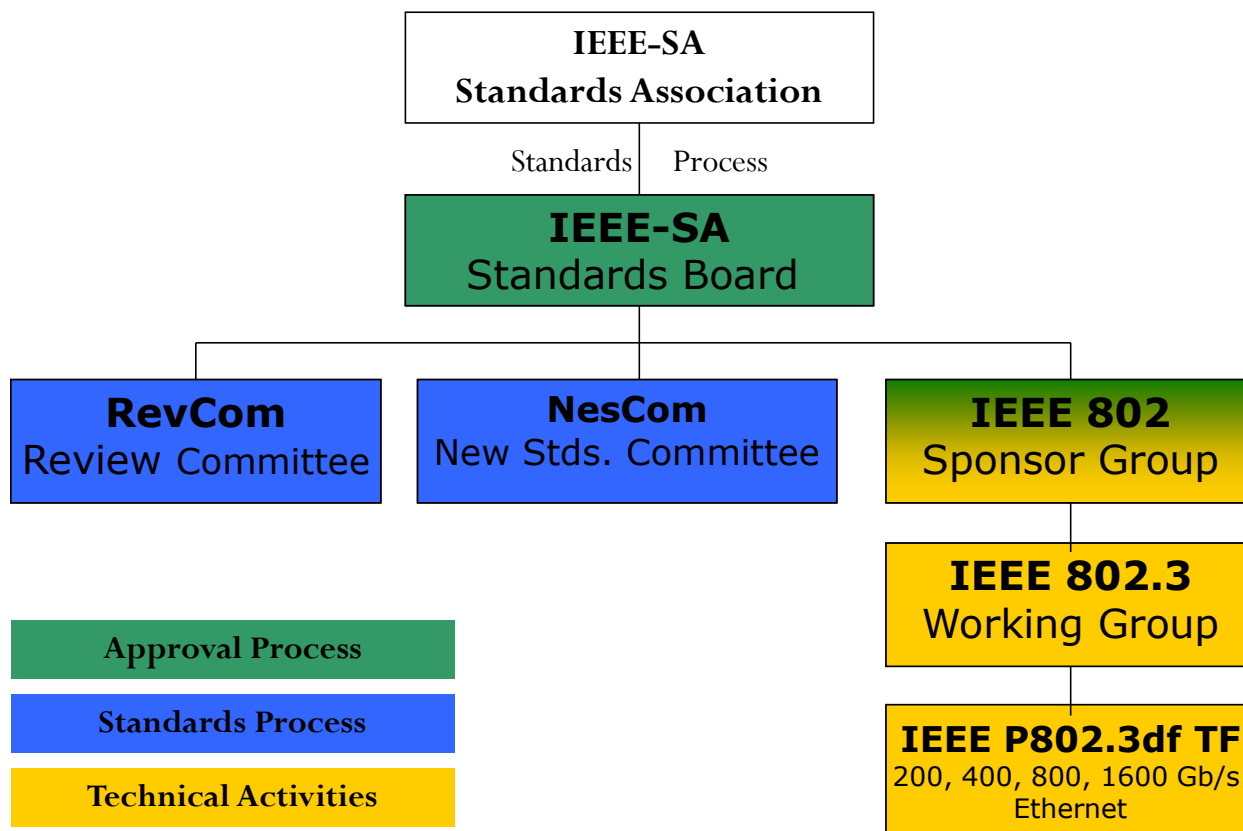 IEEE-SA
Standards Association
Standards Process
IEEE-SA
Standards Board
RevCom
Review Committee
NesCom
New Stds. Committee
IEEE 802
Sponsor Group
IEEE 802.3
Working Group
Approval Process
Standards Process
Technical Activities
IEEE P802.3df TF
200, 400, 800, 1600 Gb/s
Ethernet